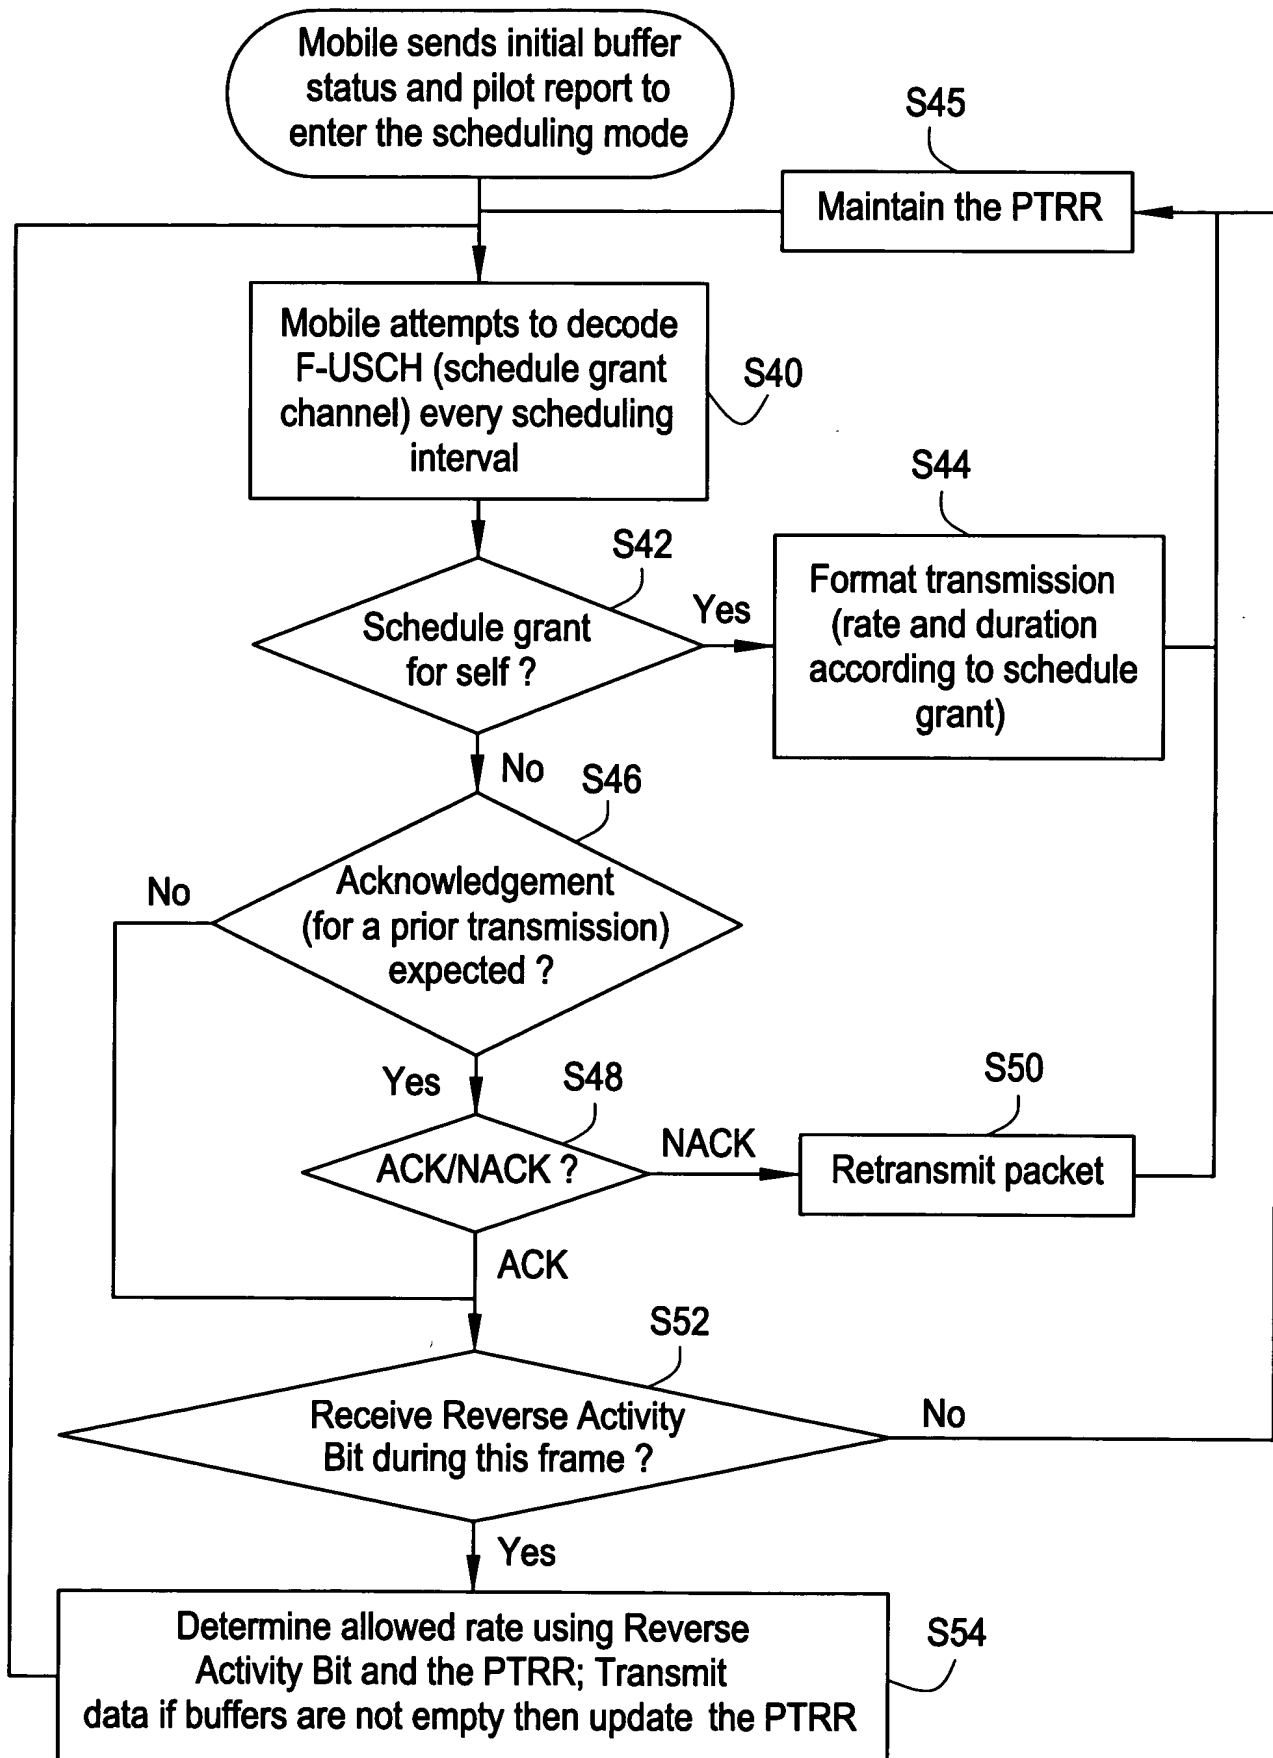 Mobile sends initial buffer
status and pilot report to
enter the scheduling mode
S45
Maintain the PTRR
Mobile attempts to decode
F-USCH (schedule grant
channel) every scheduling
interval
S40
S42
Schedule grant
for self ?
Yes
S44
Format transmission
(rate and duration
according to schedule
grant)
No
S46
Acknowledgement
(for a prior transmission)
expected ?
No
Yes
S48
ACK/NACK ?
NACK
S50
Retransmit packet
ACK
S52
Receive Reverse Activity
Bit during this frame ?
No
Yes
Determine allowed rate using Reverse
Activity Bit and the PTRR; Transmit
data if buffers are not empty then update the PTRR
S54